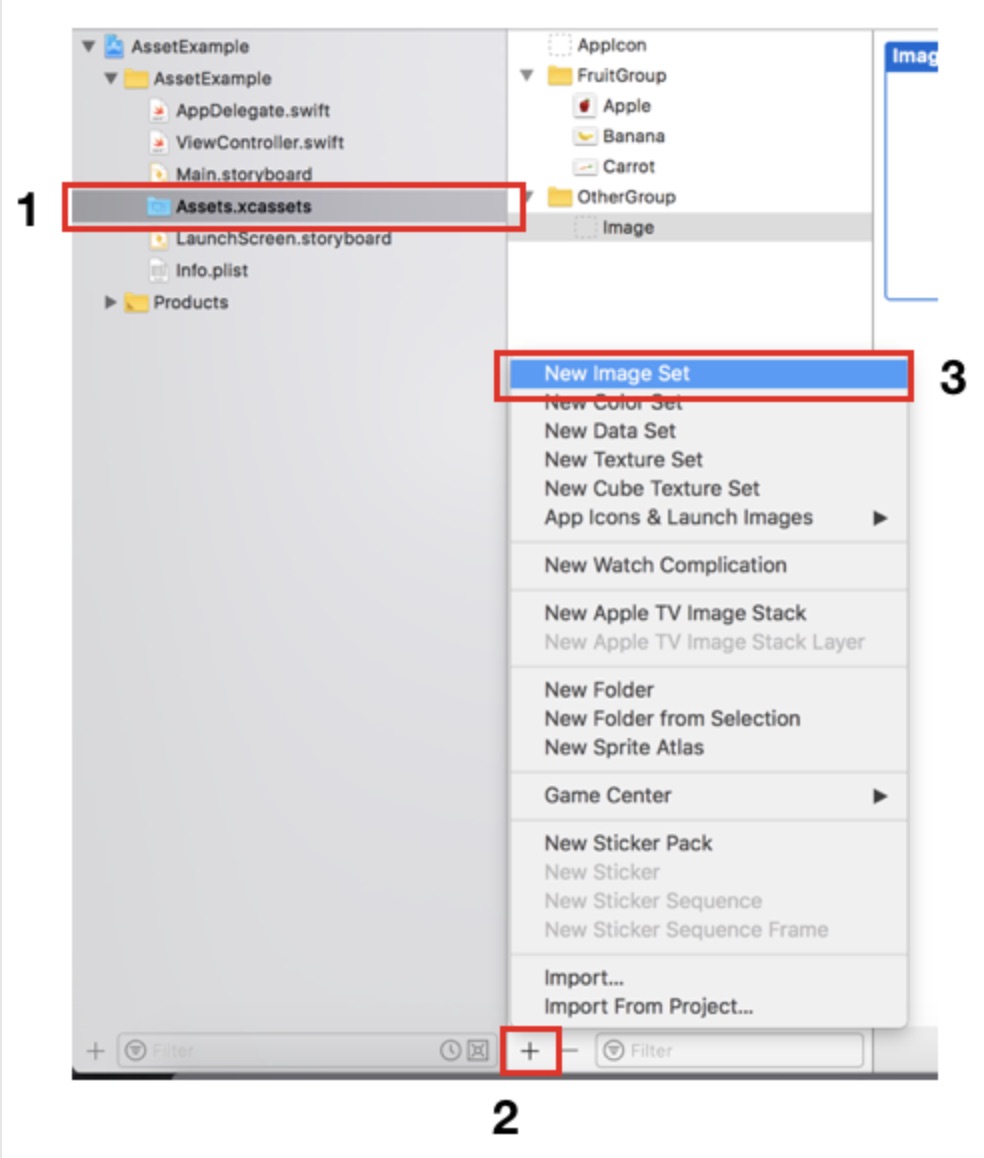 AssetExample
AssetExample
AppDelegate.swift
ViewController.swift
Main.storyboard
1
Assets.xcassets
LaunchScreen.storyboard
Info.plist
Products
Filter
AppIcon
FruitGroup
Apple
Banana
Carrot
OtherGroup
Image
Imag
New Image Set
3
New Color Set
New Data Set
New Texture Set
New Cube Texture Set
App Icons & Launch Images
New Watch Complication
New Apple TV Image Stack
New Apple TV Image Stack Layer
New Folder
New Folder from Selection
New Sprite Atlas
Game Center
New Sticker Pack
New Sticker
New Sticker Sequence
New Sticker Sequence Frame
Import...
Import From Project...
Filter
2